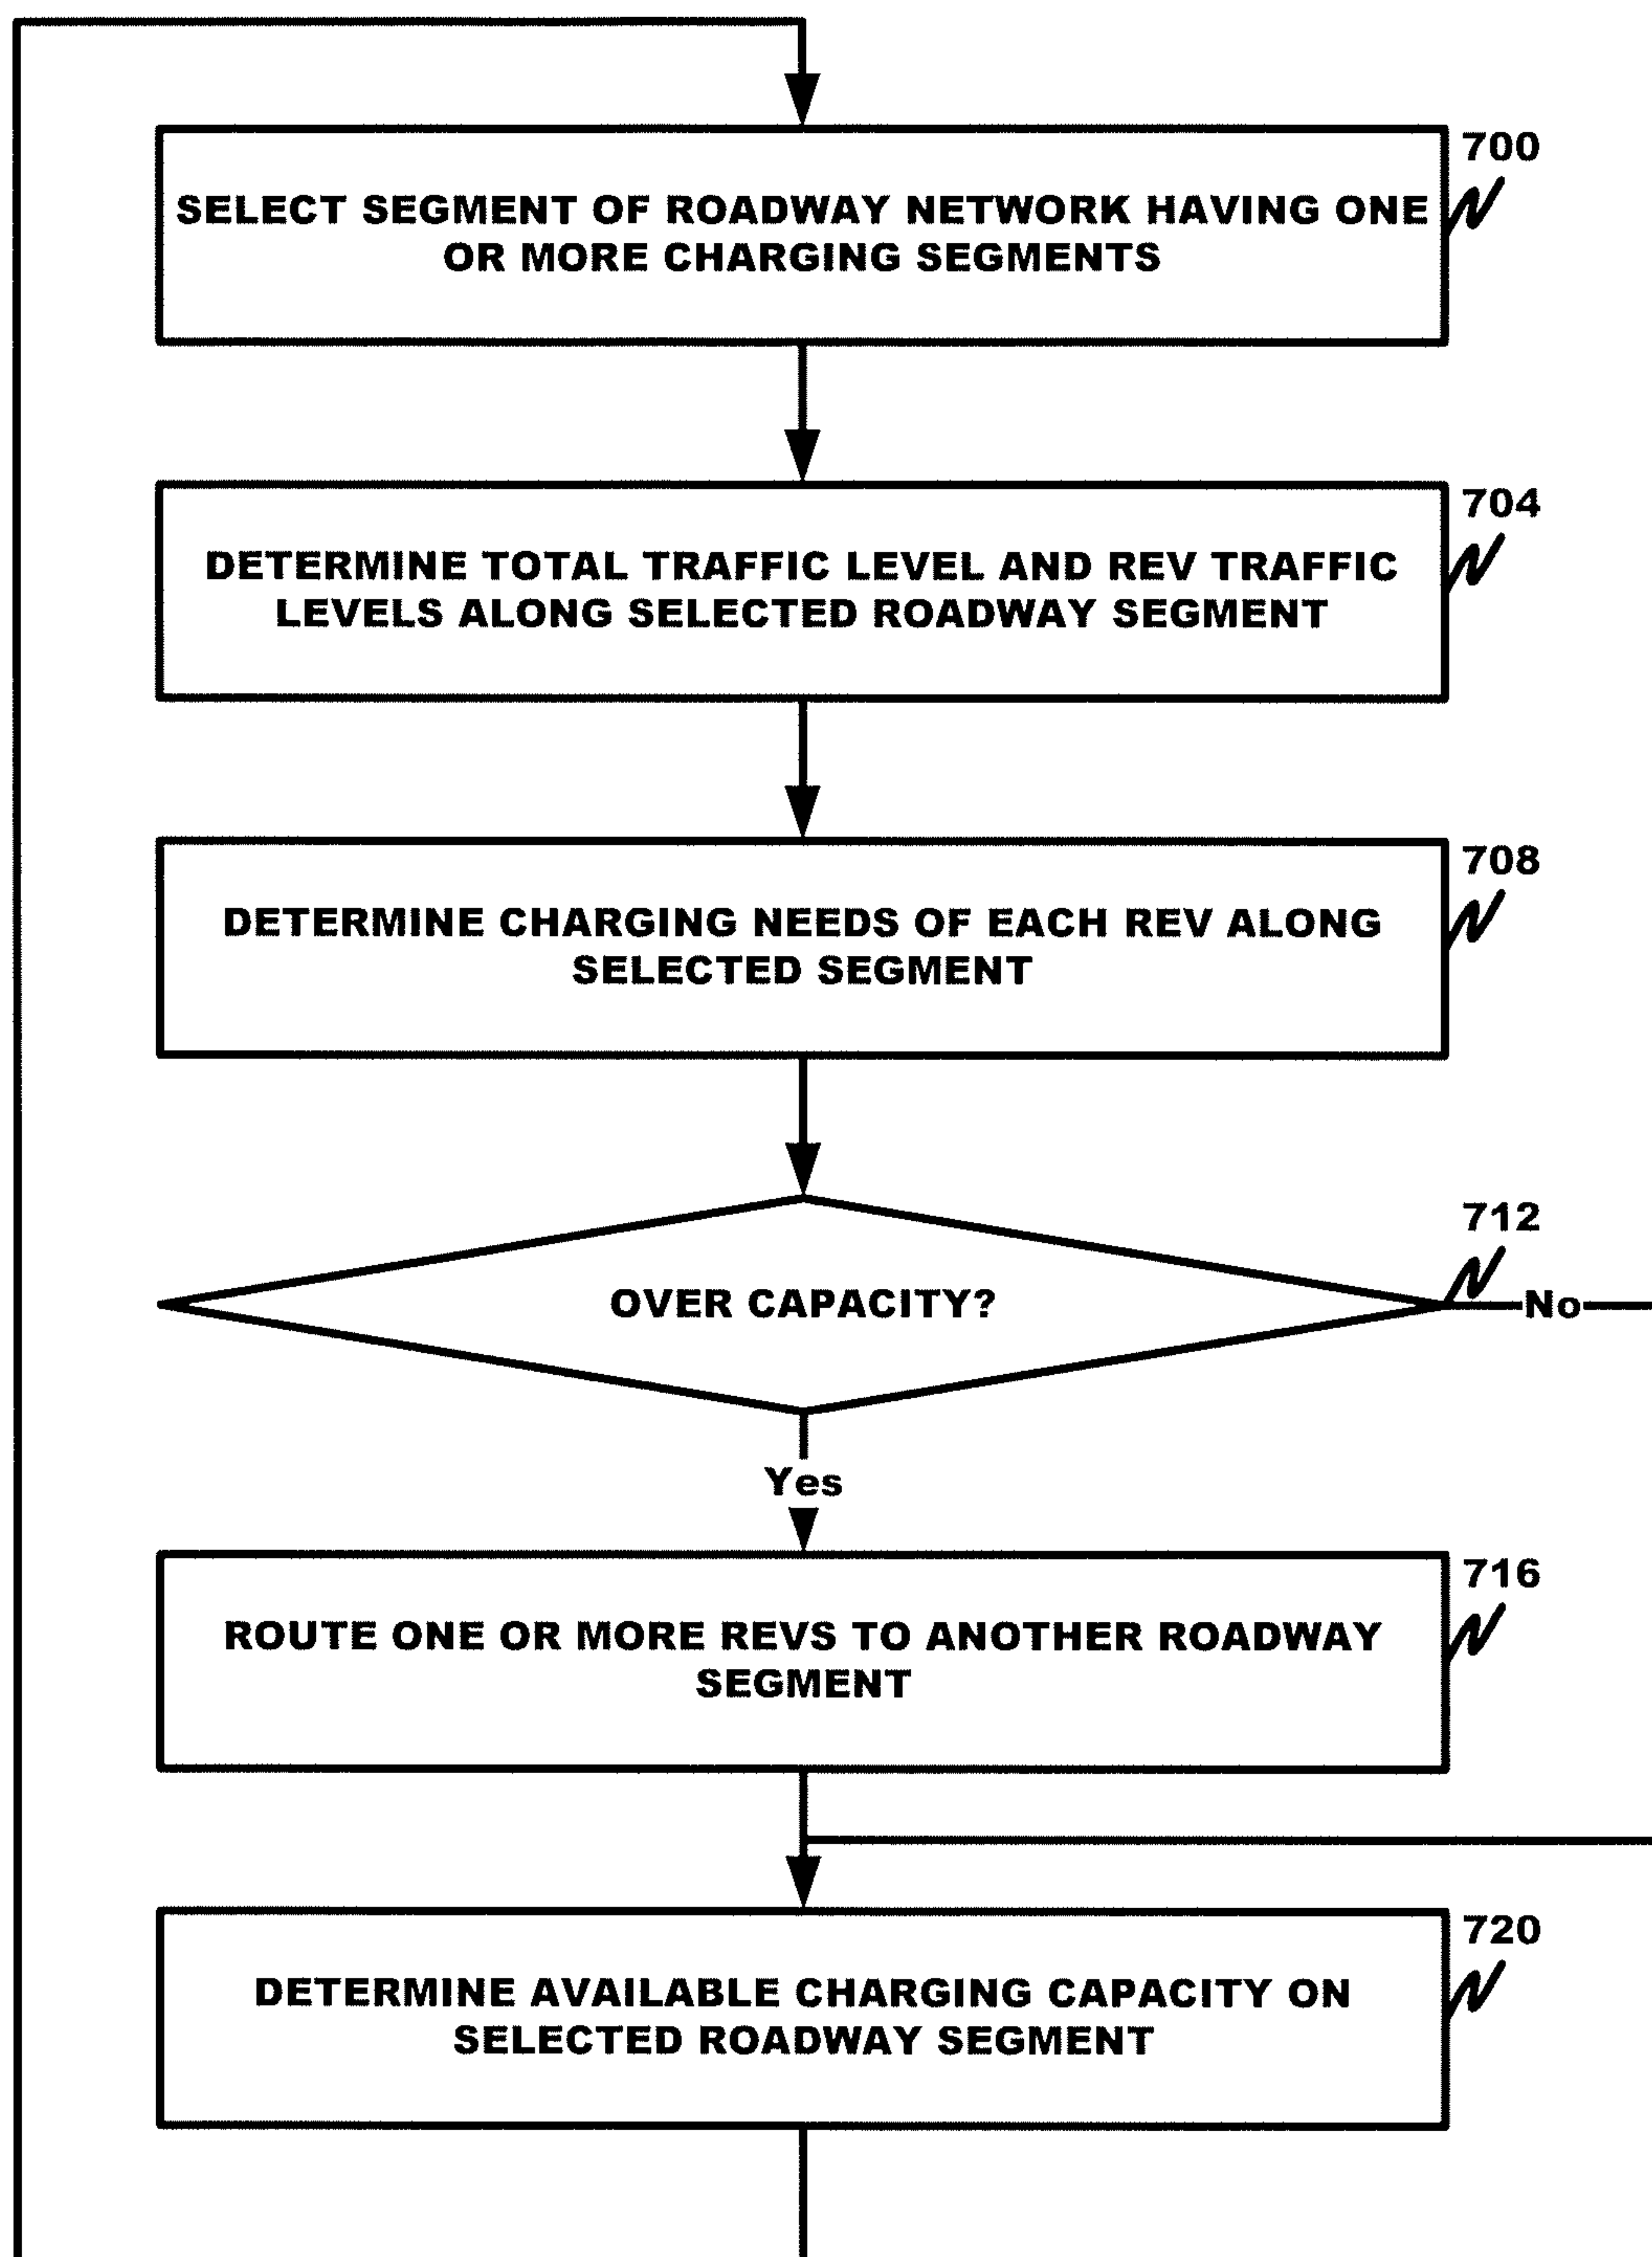 700
SELECT SEGMENT OF ROADWAY NETWORK HAVING ONE
OR MORE CHARGING SEGMENTS
704
DETERMINE TOTAL TRAFFIC LEVEL AND REV TRAFFIC
LEVELS ALONG SELECTED ROADWAY SEGMENT
708
DETERMINE CHARGING NEEDS OF EACH REV ALONG
SELECTED SEGMENT
712
OVER CAPACITY?
No
Yes
716
ROUTE ONE OR MORE REVS TO ANOTHER ROADWAY
SEGMENT
720
DETERMINE AVAILABLE CHARGING CAPACITY ON
SELECTED ROADWAY SEGMENT